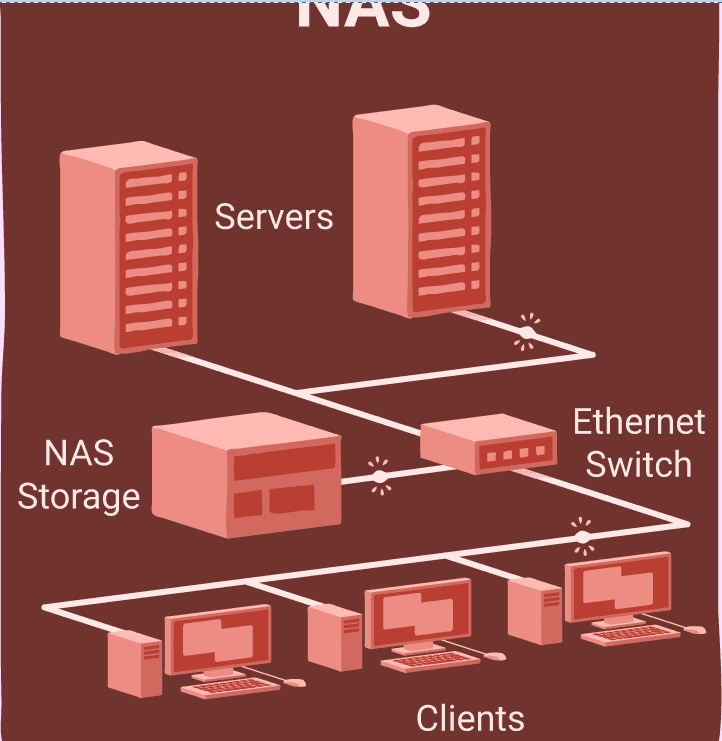 NAS
Servers
Ethernet
Switch
NAS
Storage
Clients